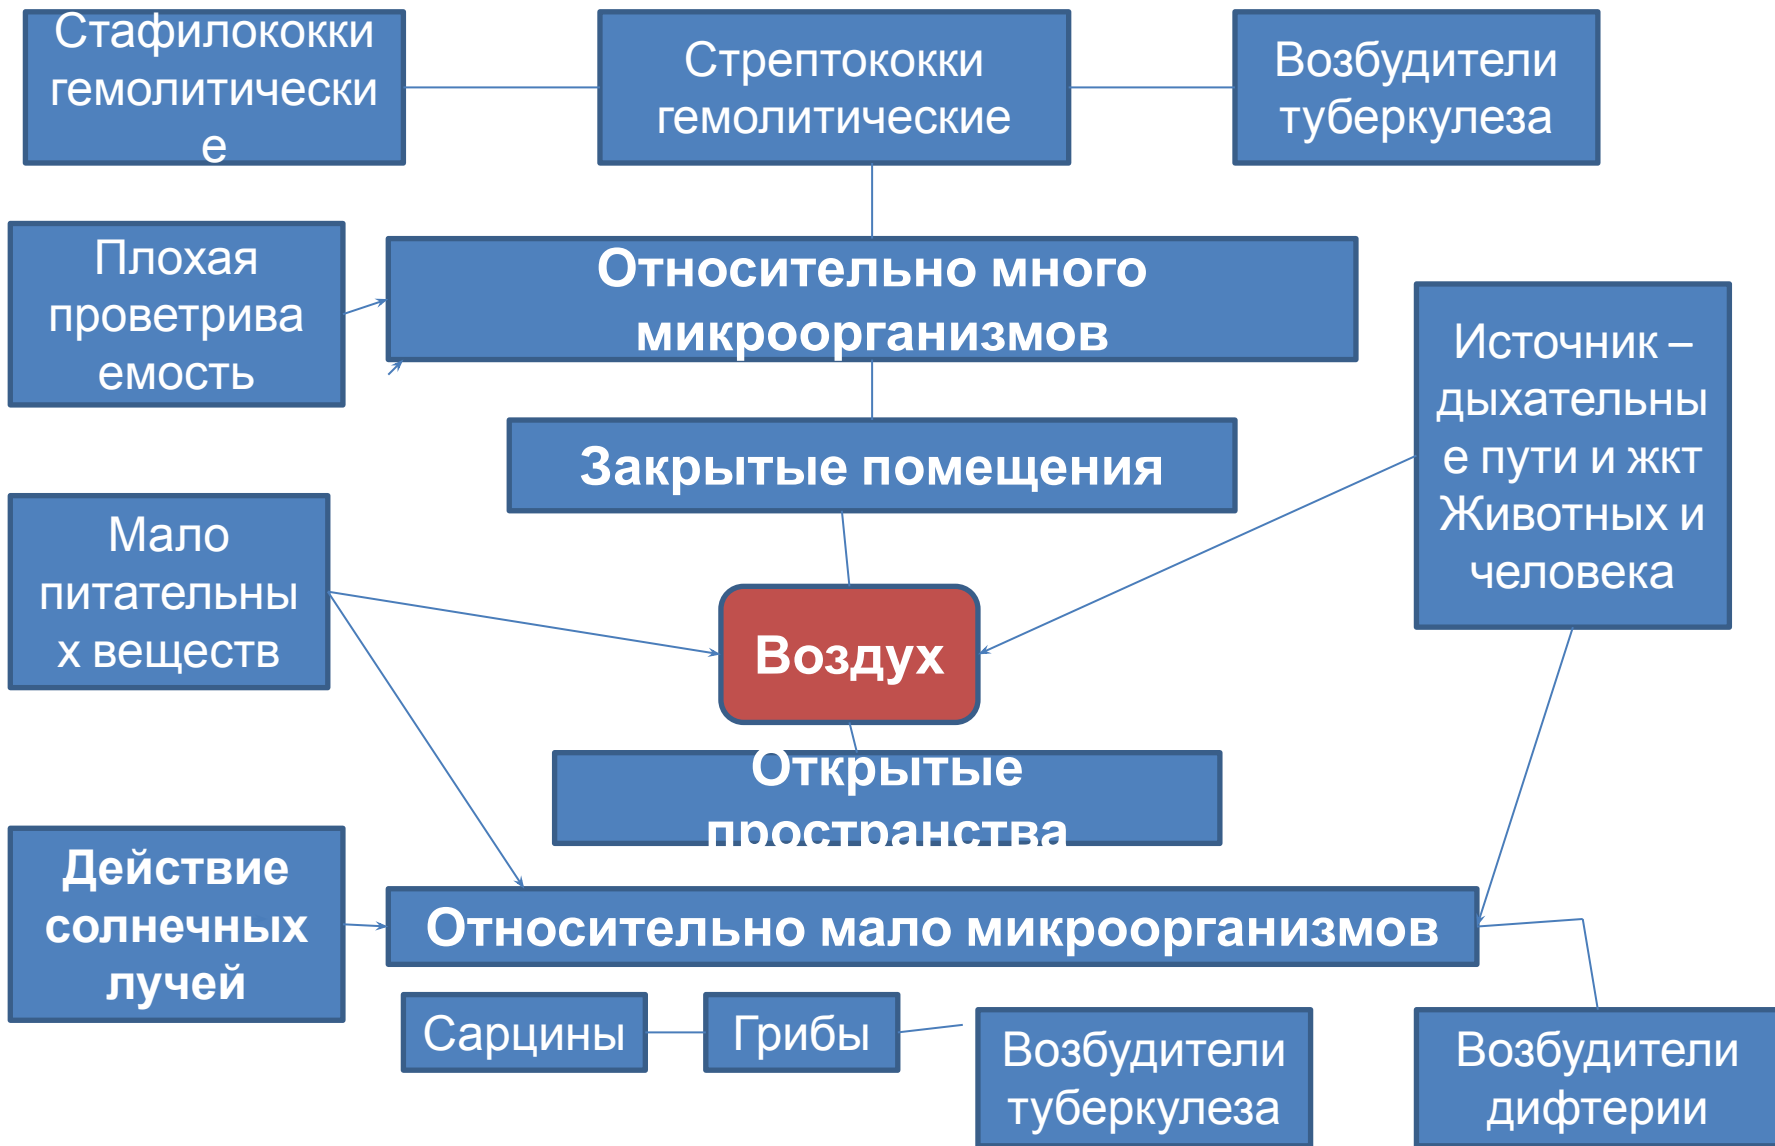 Стафилококки
гемолитически
е
Стрептококки
гемолитические
Возбудители
туберкулеза
Плохая
проветрива
емость
Относительно много
микроорганизмов
Источник –
дыхательны
е пути и жкт
Животных и
человека
Закрытые помещения
Мало
питательны
х веществ
Воздух
Открытые
пространства
Действие
солнечных
лучей
Относительно мало микроорганизмов
Сарцины
Грибы
Возбудители
туберкулеза
Возбудители
дифтерии